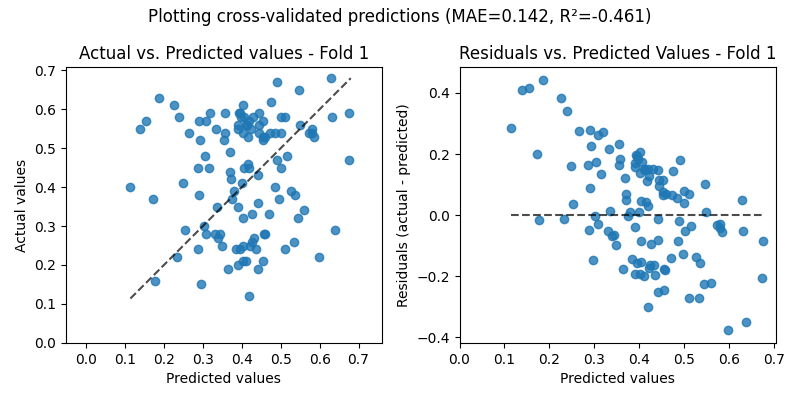 Plotting cross-validated predictions (MAE=0.142, R²=-0.461)
Actual vs. Predicted values - Fold 1
Actual values
0.7
0.6
0.5
0.4
0.3
0.2
0.1
0.0
0.0 0.1 0.2 0.3 0.4 0.5 0.6 0.7
Predicted values
Residuals vs. Predicted Values - Fold 1
Residuals (actual - predicted)
0.4
0.2
0.0
−0.2
−0.4
0.0 0.1 0.2 0.3 0.4 0.5 0.6 0.7
Predicted values